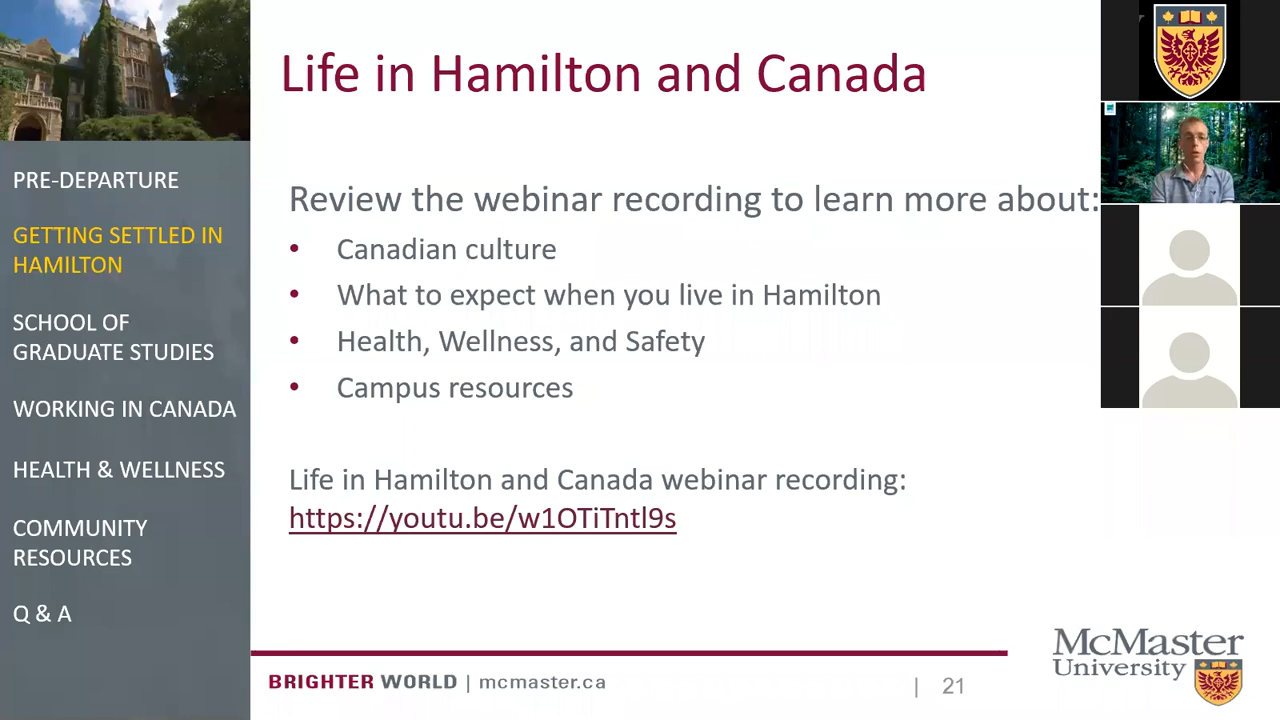 Life in Hamilton and Canada
PRE-DEPARTURE
GETTING SETTLED IN
HAMILTON
SCHOOL OF
GRADUATE STUDIES
WORKING IN CANADA
HEALTH & WELLNESS
COMMUNITY
RESOURCES
Q & A
Review the webinar recording to learn more about:
• Canadian culture
• What to expect when you live in Hamilton
• Health, Wellness, and Safety
• Campus resources
Life in Hamilton and Canada webinar recording:
https://youtu.be/w1OTiTntl9s
BRIGHTER WORLD | mcmaster.ca
| 21
McMaster
University